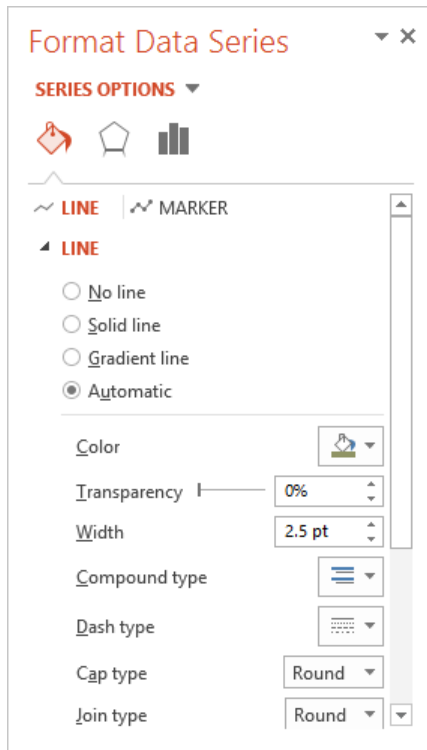 Format Data Series
SERIES OPTIONS
LINE MARKER
LINE
No line
Solid line
Gradient line
Automatic
Color
Transparency 0%
Width 2.5 pt
Compound type
Dash type
Cap type Round
Join type Round